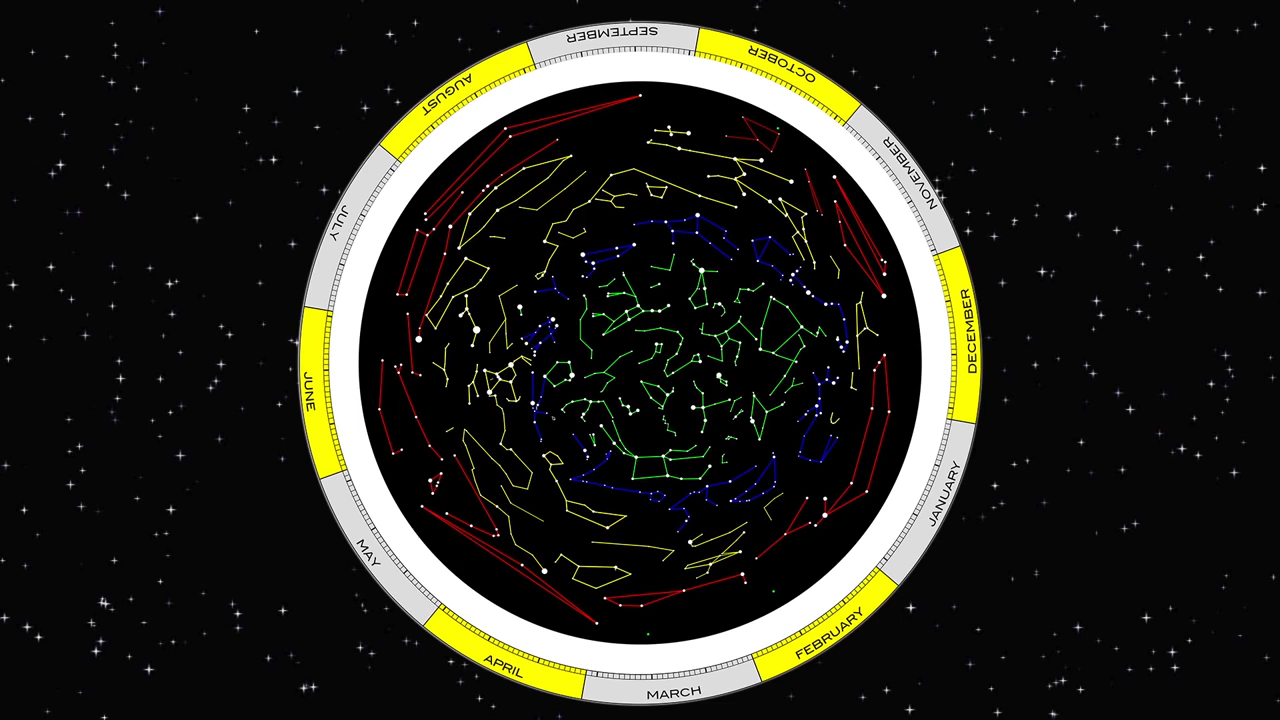 SEPTEMBER
OCTOBER
NOVEMBER
DECEMBER
JANUARY
FEBRUARY
MARCH
APRIL
MAY
JUNE
JULY
AUGUST